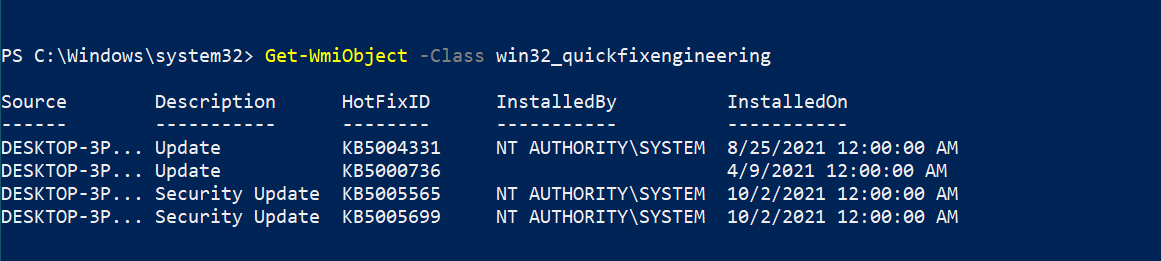 PS C:\Windows\system32> Get-WmiObject -Class win32_quickfixengineering
Source        Description      HotFixID      InstalledBy          InstalledOn
------        -----------      --------      -----------          -----------
DESKTOP-3P... Update           KB5004331     NT AUTHORITY\SYSTEM  8/25/2021 12:00:00 AM
DESKTOP-3P... Update           KB5000736                          4/9/2021 12:00:00 AM
DESKTOP-3P... Security Update  KB5005565     NT AUTHORITY\SYSTEM  10/2/2021 12:00:00 AM
DESKTOP-3P... Security Update  KB5005699     NT AUTHORITY\SYSTEM  10/2/2021 12:00:00 AM